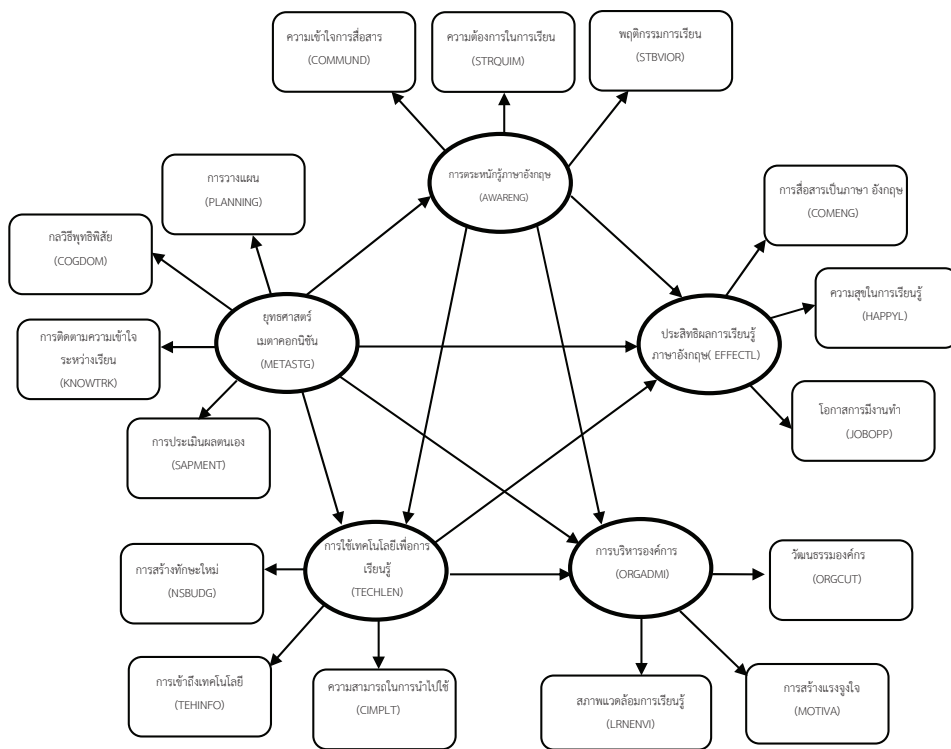 ความเข้าใจการสื่อสาร
(COMMUND)
ความต้องการในการเรียน
(STRQUIM)
พฤติกรรมการเรียน
(STBVIOR)
การตระหนักรู้ภาษาอังกฤษ
(AWARENG)
การวางแผน
(PLANNING)
กลวิธีพุทธิพิสัย
(COGDOM)
การติดตามความเข้าใจ
ระหว่างเรียน
(KNOWTRK)
การประเมินผลตนเอง
(SAPMENT)
ยุทธศาสตร์
เมตาคอกนิชัน
(METASTG)
การสื่อสารเป็นภาษา อังกฤษ
(COMENG)
ความสุขในการเรียนรู้
(HAPPYL)
ประสิทธิผลการเรียนรู้
ภาษาอังกฤษ( EFFECTL)
โอกาสการมีงานทำ
(JOBOPP)
การใช้เทคโนโลยีเพื่อการ
เรียนรู้
(TECHLEN)
การสร้างทักษะใหม่
(NSBUDG)
การเข้าถึงเทคโนโลยี
(TEHINFO)
ความสามารถในการนำไปใช้
(CIMPLT)
การบริหารองค์การ
(ORGADMI)
วัฒนธรรมองค์กร
(ORGCUT)
สภาพแวดล้อมการเรียนรู้
(LRNENVI)
การสร้างแรงจูงใจ
(MOTIVA)